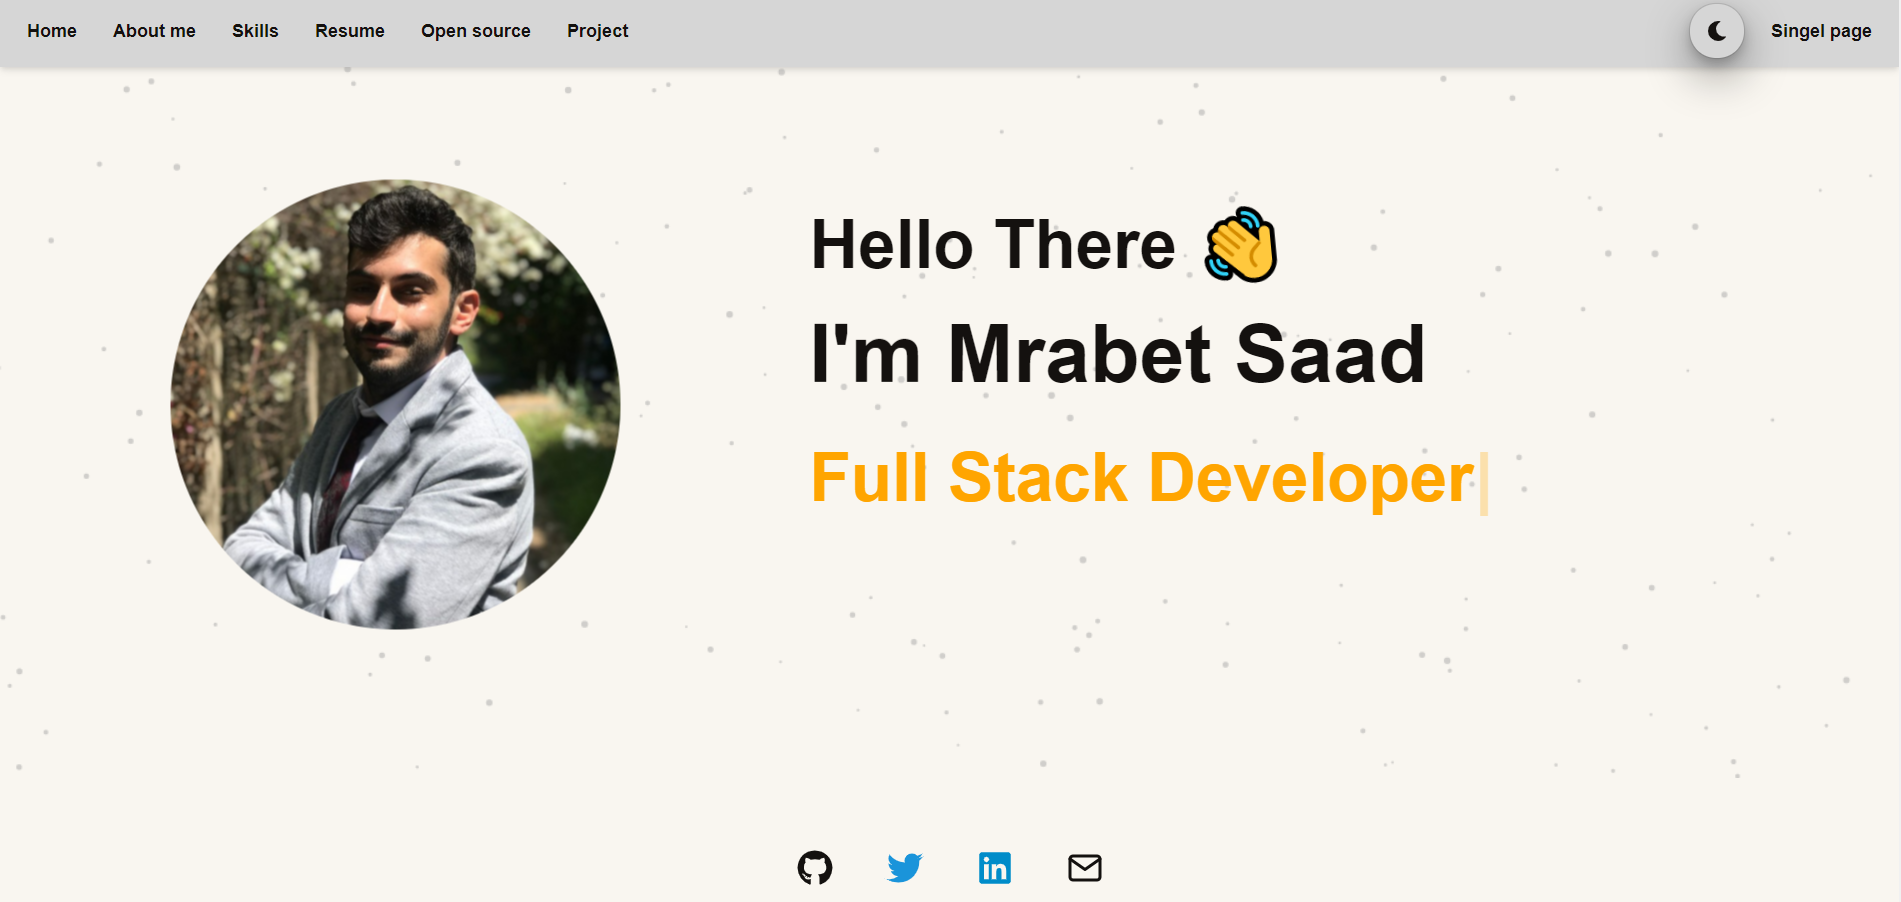 Home About me Skills Resume Open source Project Singel page
Hello There 👋
I'm Mrabet Saad
Full Stack Developer|
in